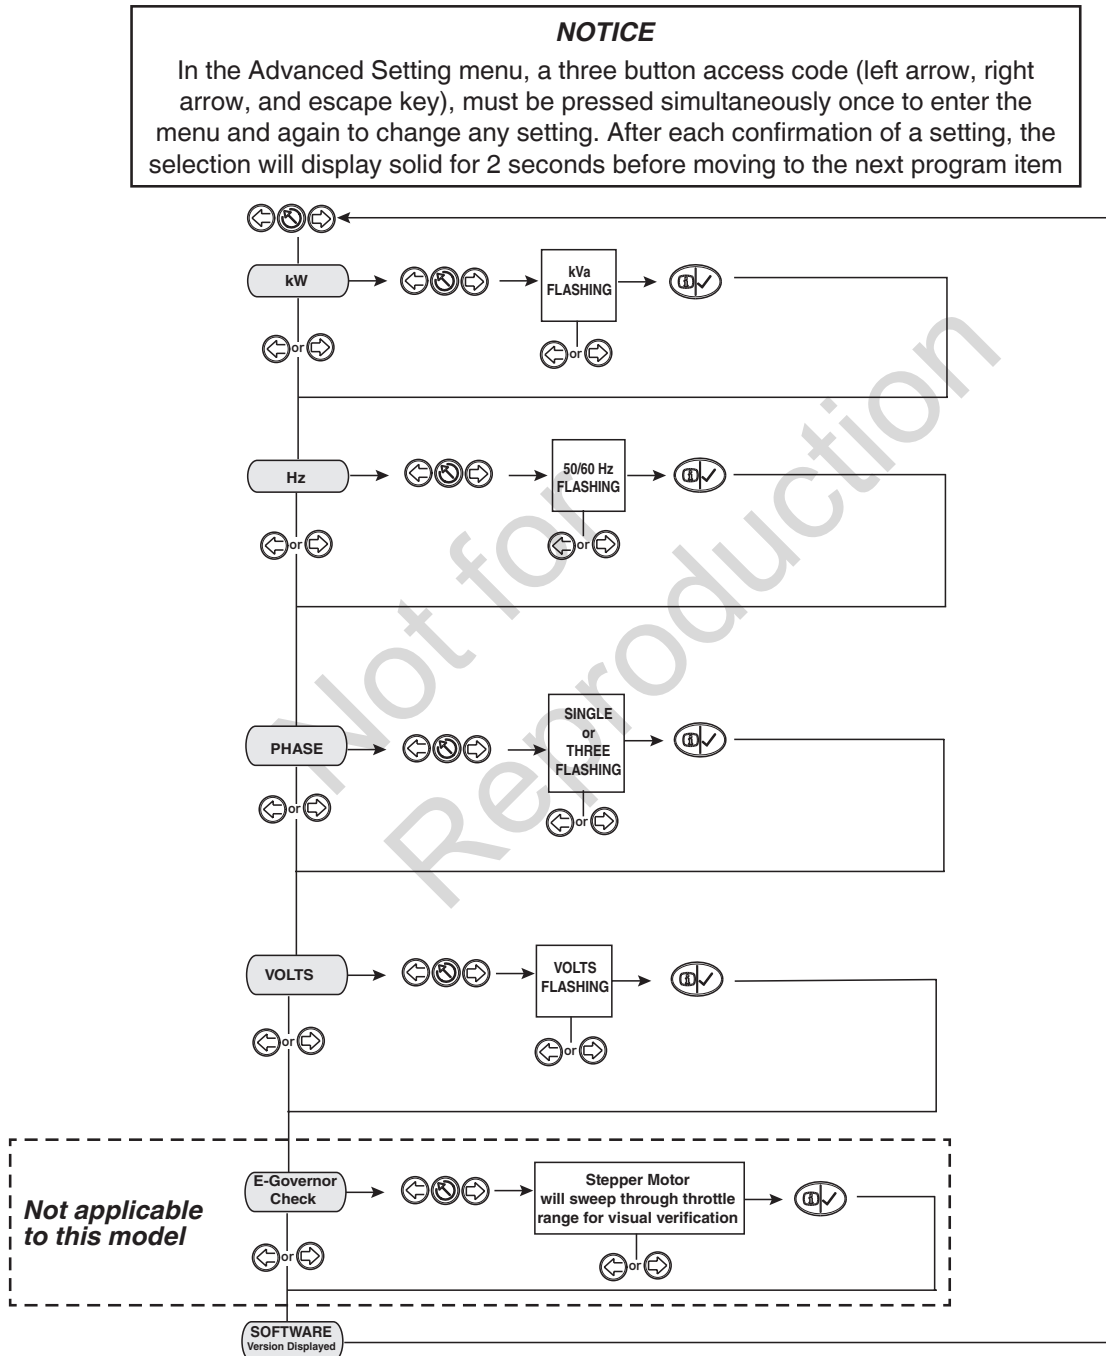 NOTICE
In the Advanced Setting menu, a three button access code (left arrow, right
arrow, and escape key), must be pressed simultaneously once to enter the
menu and again to change any setting. After each confirmation of a setting, the
selection will display solid for 2 seconds before moving to the next program item
kW
kVa
FLASHING
or
or
Hz
50/60 Hz
FLASHING
or
or
PHASE
SINGLE
or
THREE
FLASHING
or
or
VOLTS
VOLTS
FLASHING
or
or
Not applicable
to this model
E-Governor
Check
Stepper Motor
will sweep through throttle
range for visual verification
or
or
SOFTWARE
Version Displayed
Not for
Reproduction